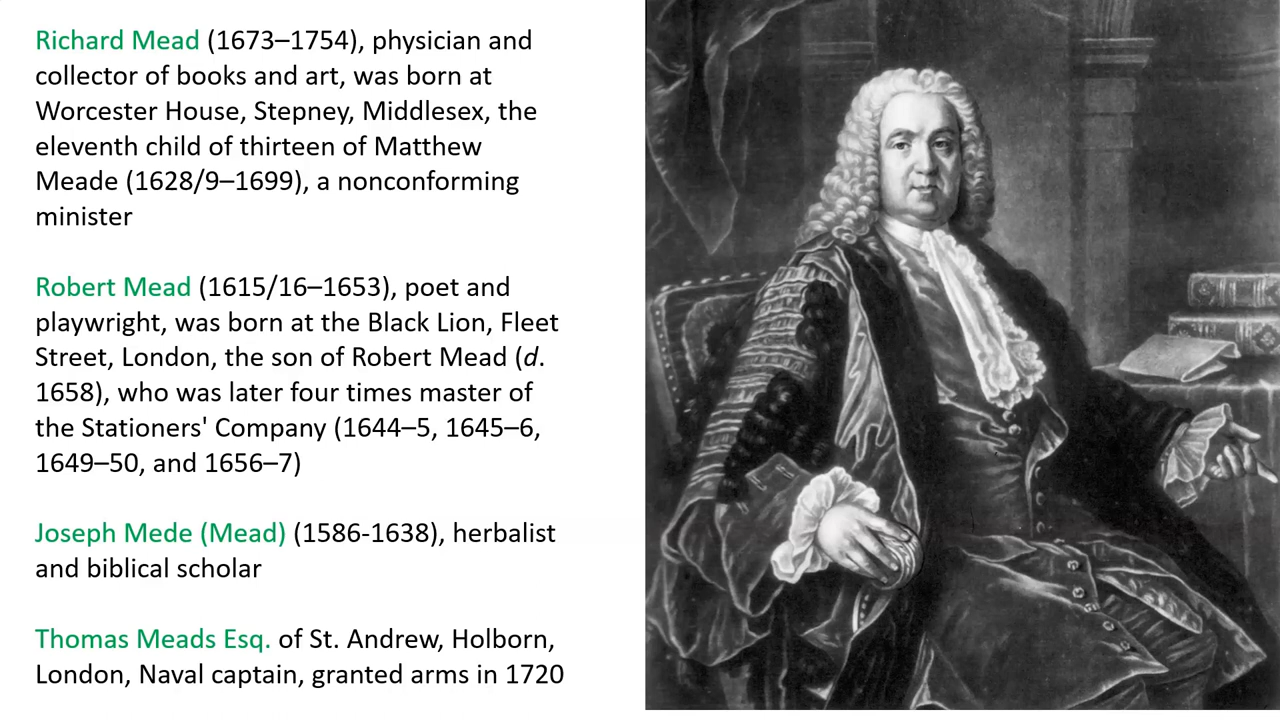 Richard Mead (1673–1754), physician and
collector of books and art, was born at
Worcester House, Stepney, Middlesex, the
eleventh child of thirteen of Matthew
Meade (1628/9–1699), a nonconforming
minister
Robert Mead (1615/16–1653), poet and
playwright, was born at the Black Lion, Fleet
Street, London, the son of Robert Mead (d.
1658), who was later four times master of
the Stationers' Company (1644–5, 1645–6,
1649–50, and 1656–7)
Joseph Mede (Mead) (1586-1638), herbalist
and biblical scholar
Thomas Meads Esq. of St. Andrew, Holborn,
London, Naval captain, granted arms in 1720